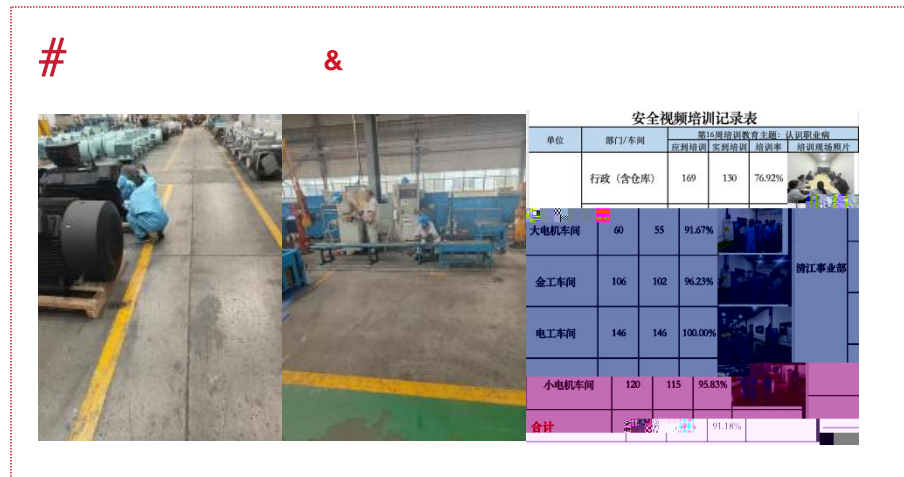 # &
安全视频培训记录表
单位 部门/车间 第16周培训教育主题：认识职业病
应到培训 实到培训 培训率 培训现场照片
行政（含仓库） 169 130 76.92%
大电机车间 60 55 91.67%
清江事业部
金工车间 106 102 96.23%
电工车间 146 146 100.00%
小电机车间 120 115 95.83%
合计 91.18%